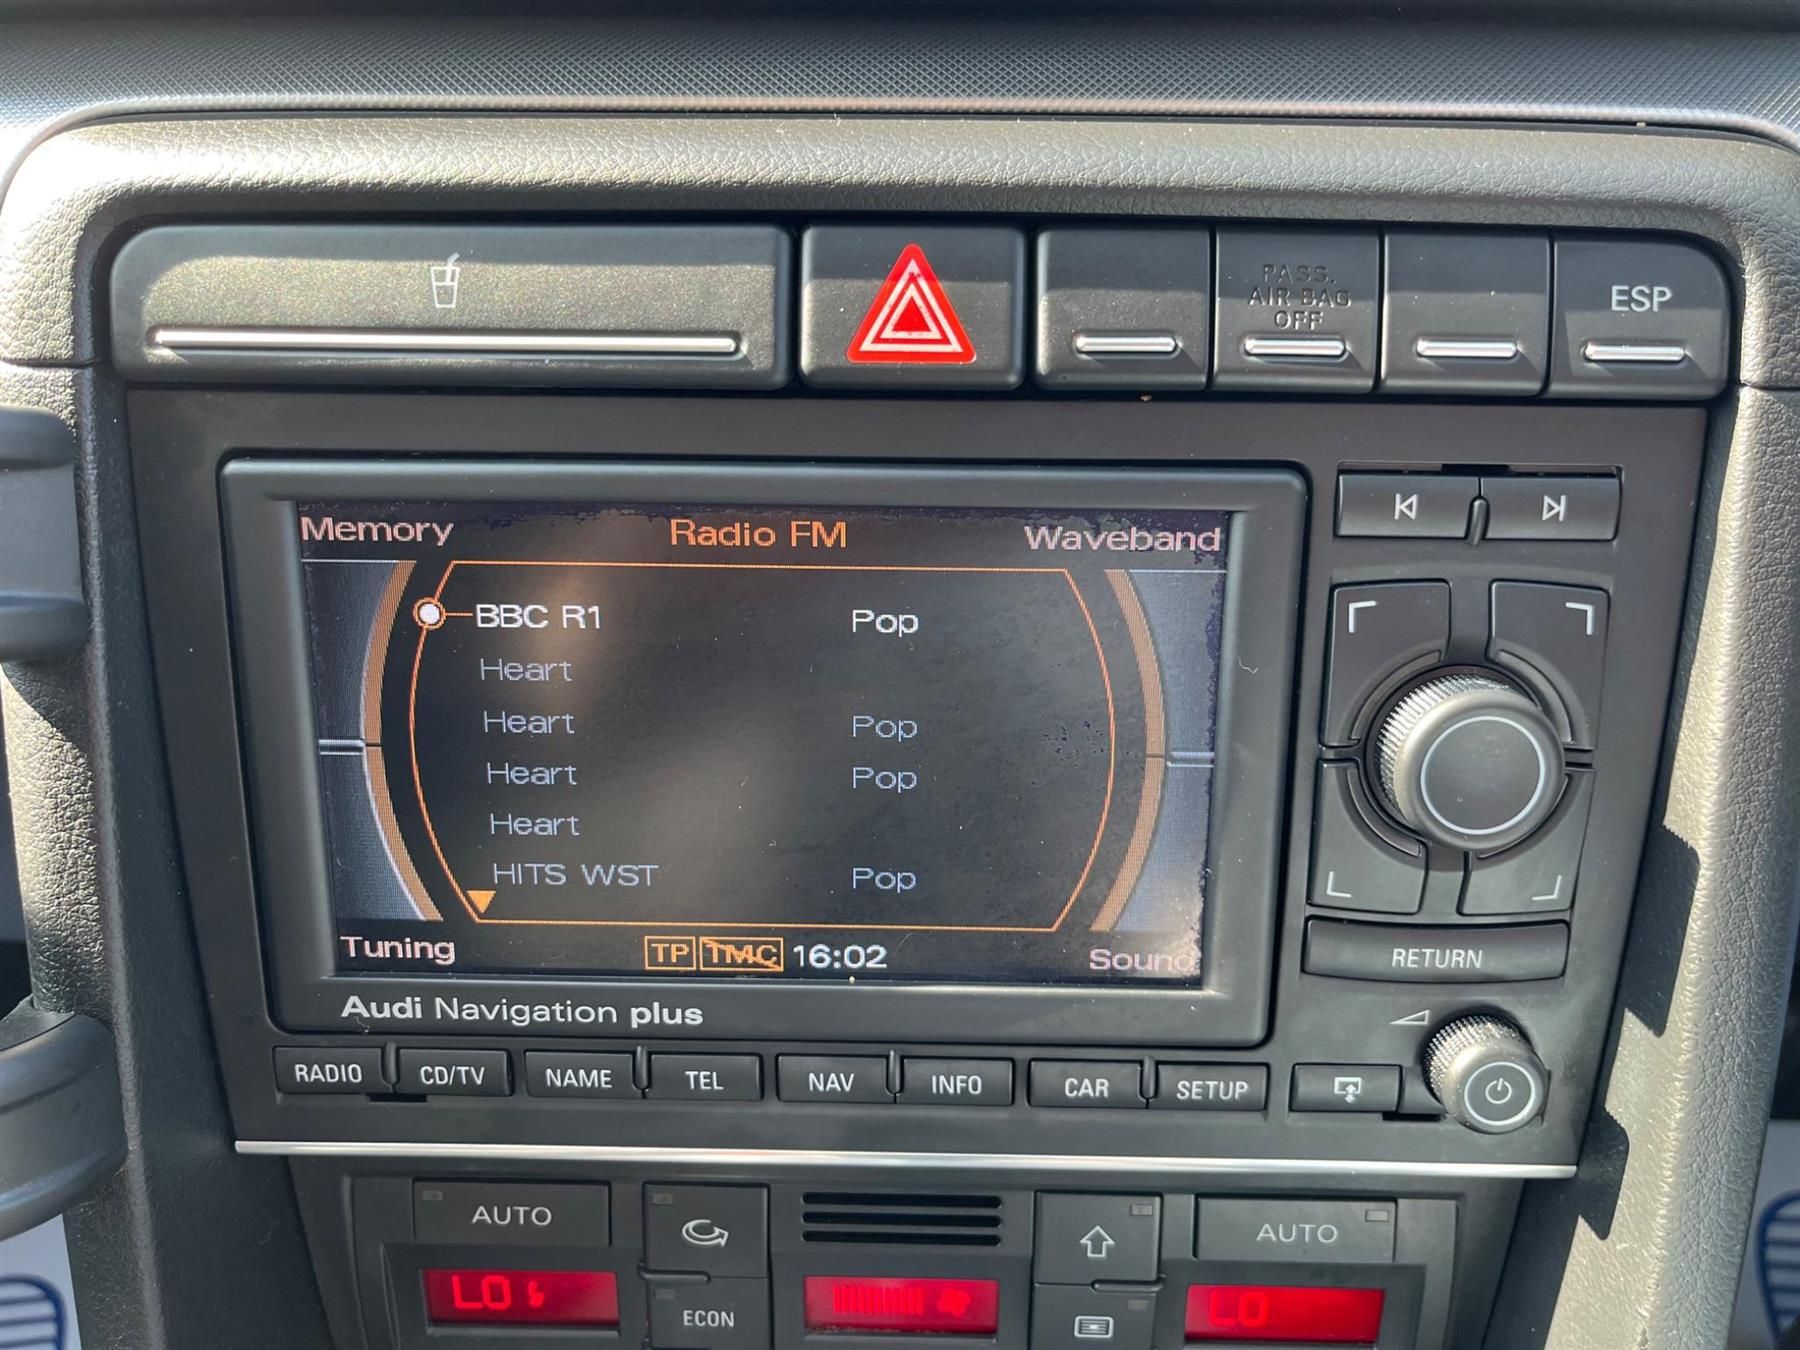 PASS.
AIR BAG
OFF
ESP
Memory Radio FM Waveband
BBC R1 Pop
Heart
Heart Pop
Heart Pop
Heart
HITS WST Pop
Tuning TP TMC 16:02 Sound
Audi Navigation plus
RETURN
RADIO CD/TV NAME TEL NAV INFO CAR SETUP
AUTO AUTO
LO LO
ECON